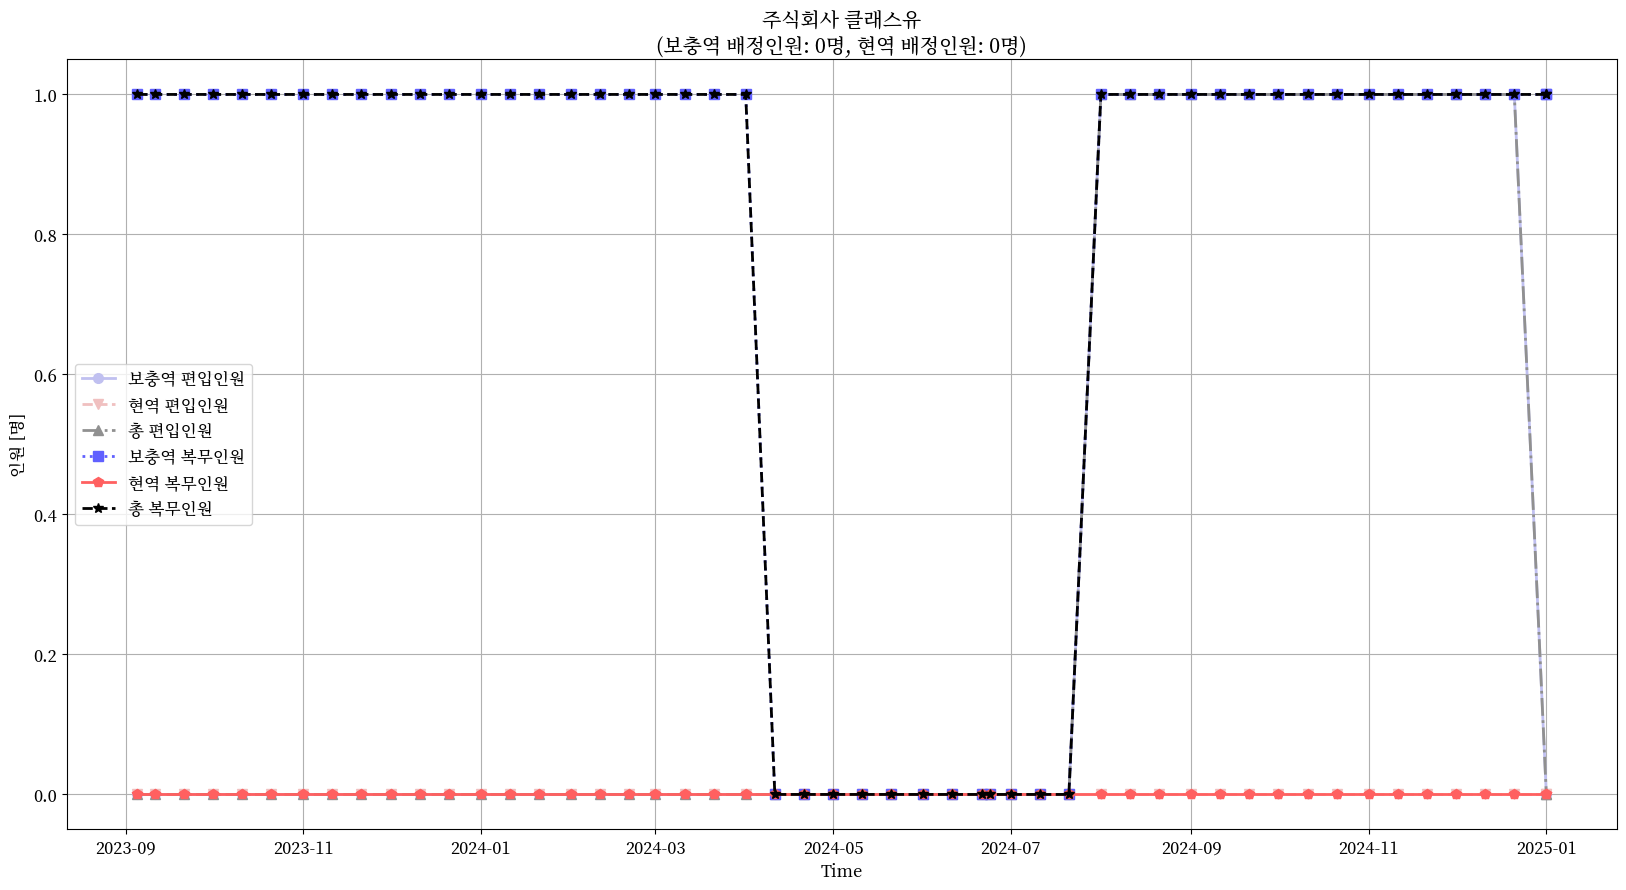 주식회사 클래스유
(보충역 배정인원: 0명, 현역 배정인원: 0명)
1.0
0.8
0.6
0.4
0.2
0.0
인원 [명]
보충역 편입인원
현역 편입인원
총 편입인원
보충역 복무인원
현역 복무인원
총 복무인원
2023-09
2023-11
2024-01
2024-03
2024-05
2024-07
2024-09
2024-11
2025-01
Time